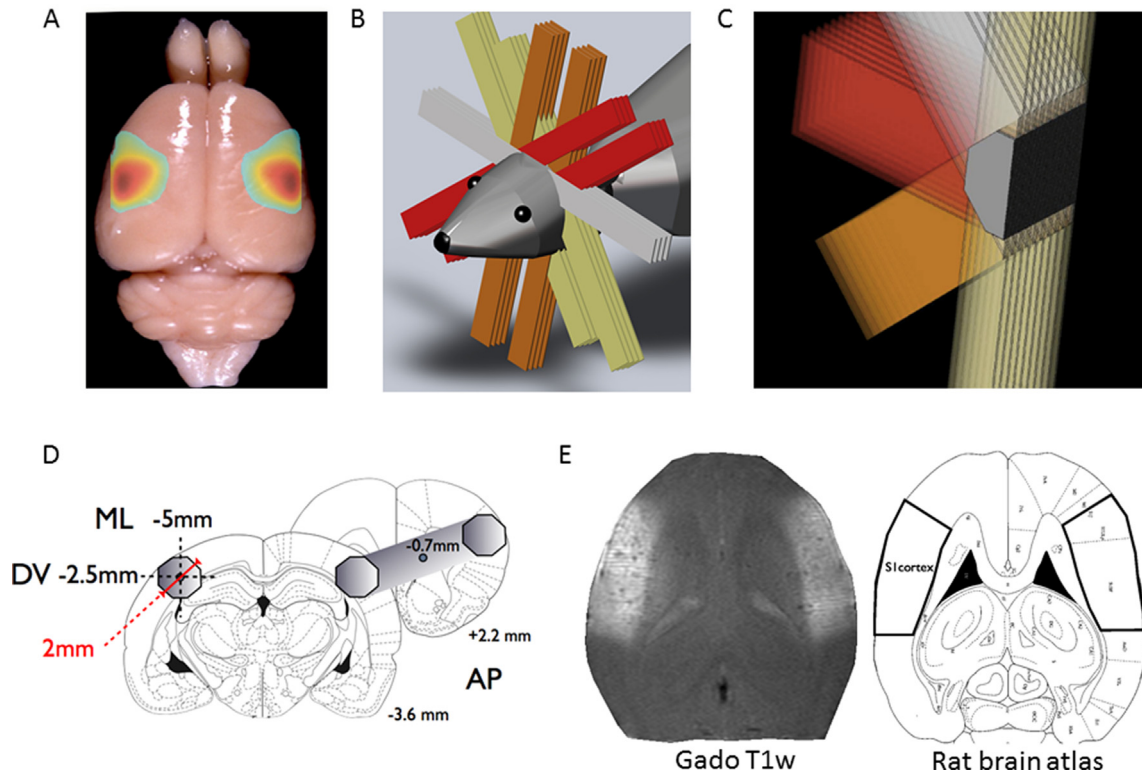 A
B
C
D
ML
-5mm
DV -2.5mm
2mm
-0.7mm
+2.2 mm
AP
-3.6 mm
E
S1cortex
Gado T1w
Rat brain atlas